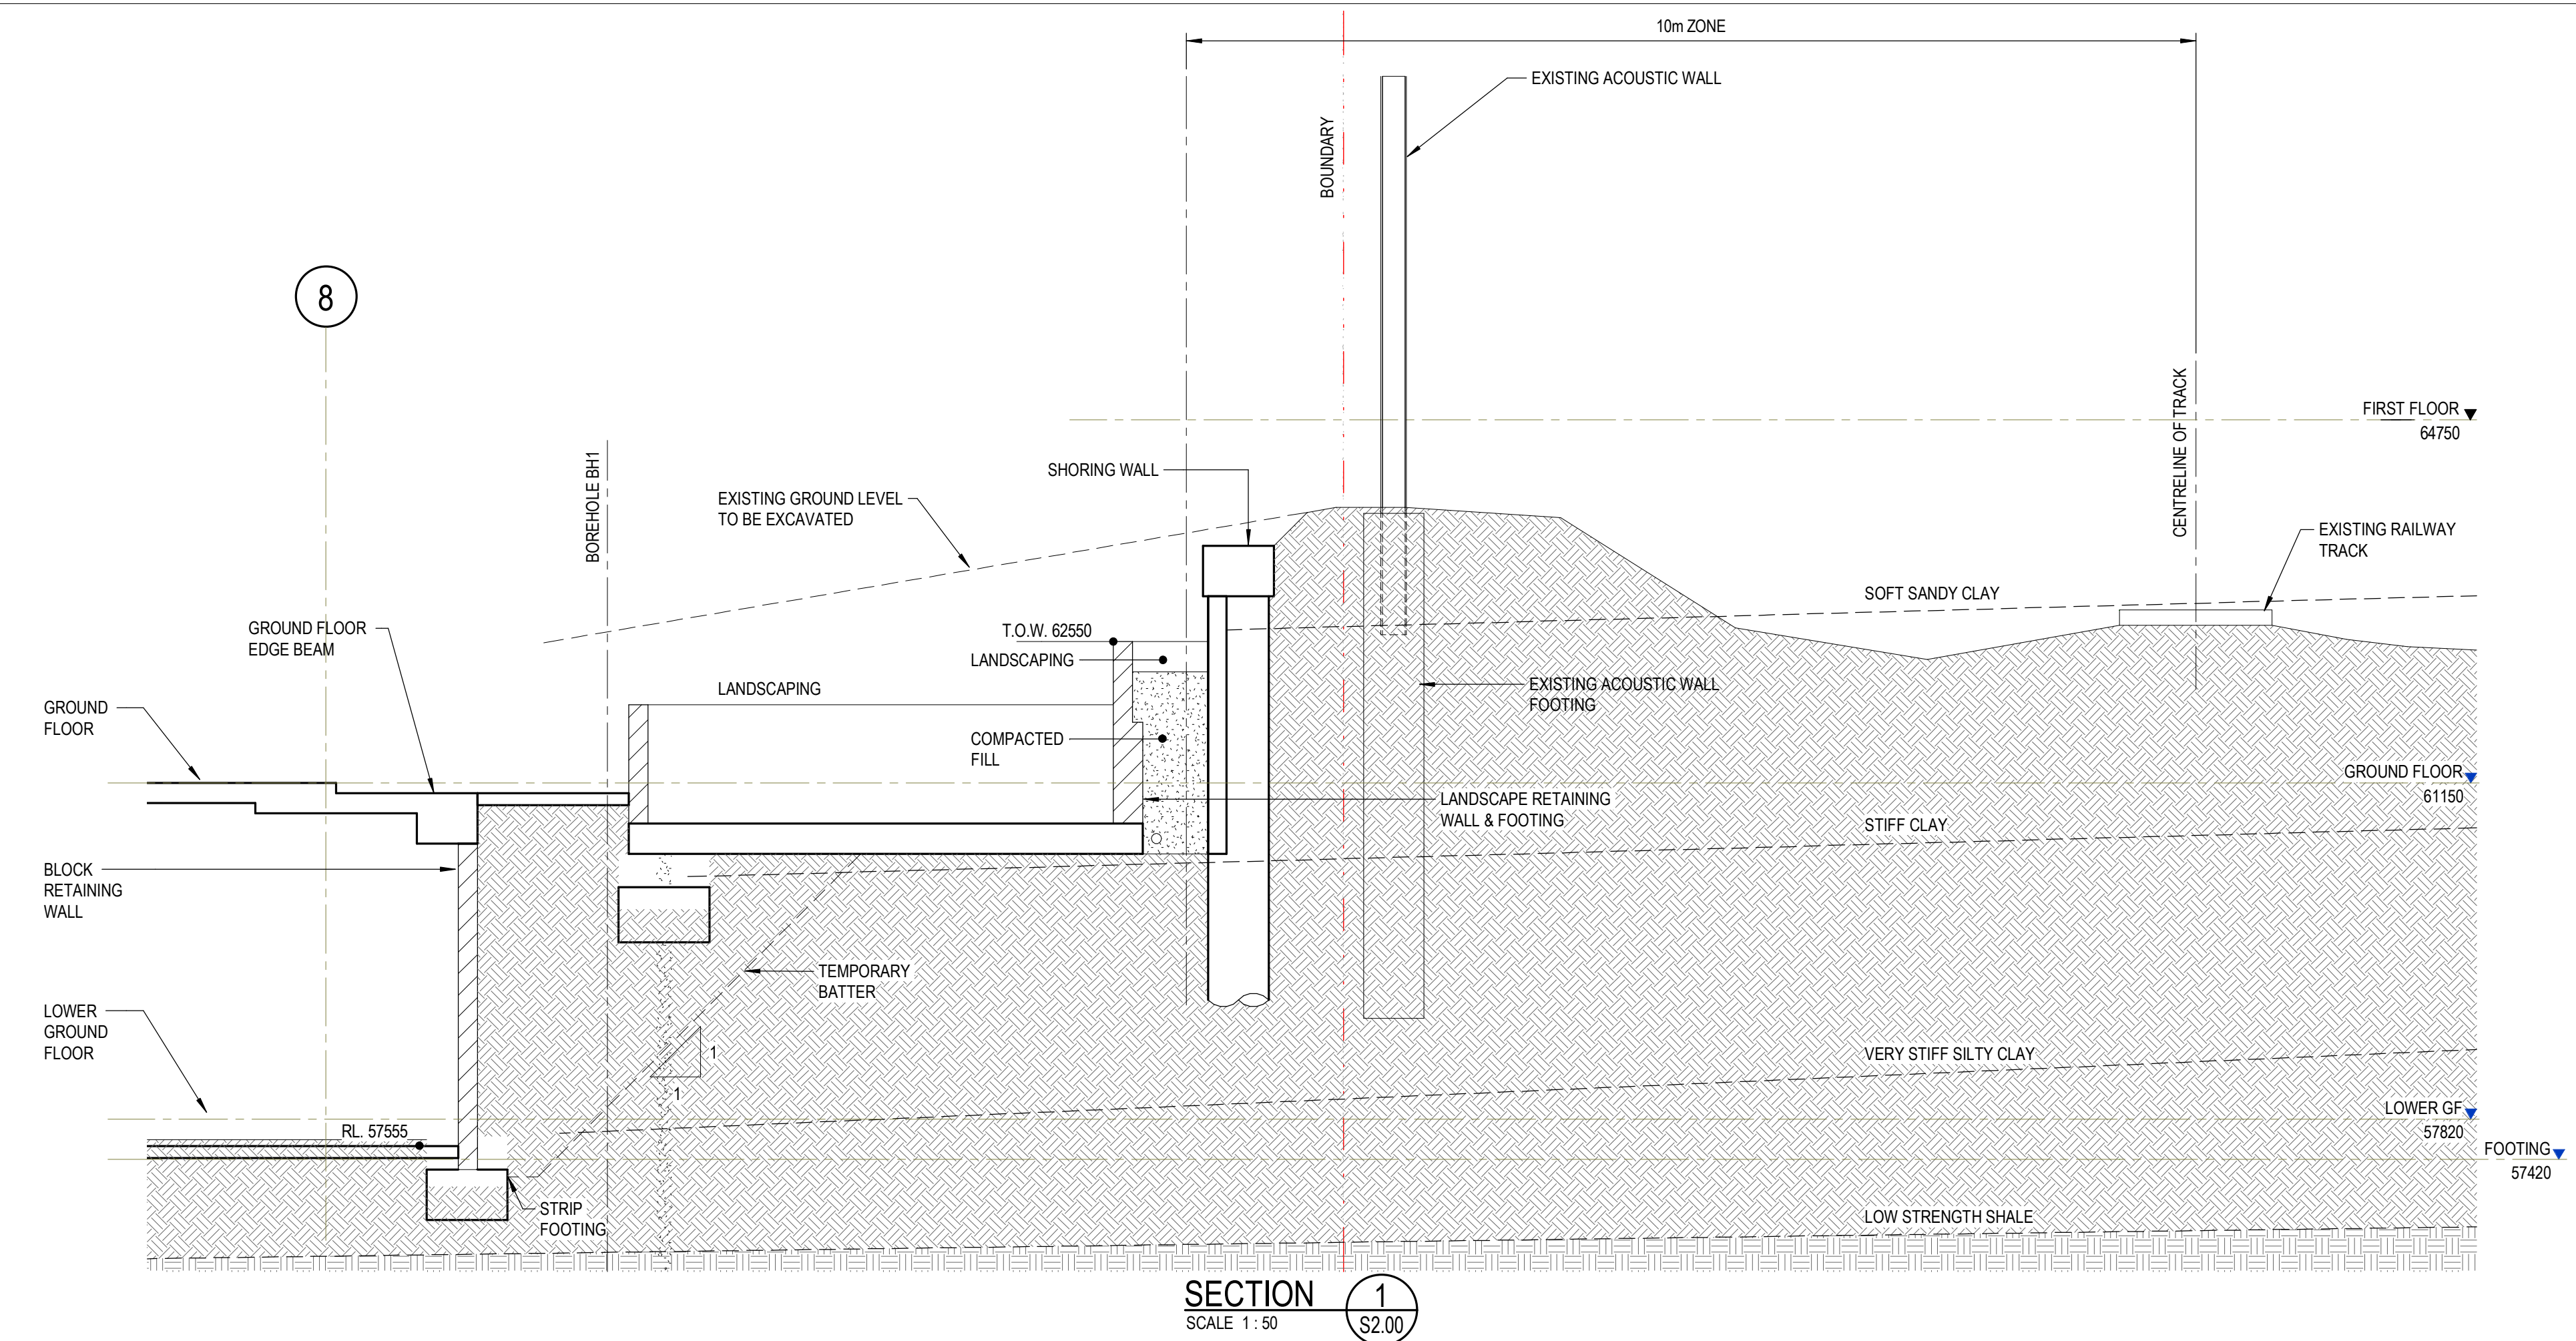 10m ZONE
EXISTING ACOUSTIC WALL
BOUNDARY
8
FIRST FLOOR
64750
CENTRELINE OF TRACK
SHORING WALL
BOREHOLE BH1
EXISTING GROUND LEVEL
TO BE EXCAVATED
EXISTING RAILWAY
TRACK
SOFT SANDY CLAY
GROUND FLOOR
EDGE BEAM
T.O.W. 62550
LANDSCAPING
LANDSCAPING
EXISTING ACOUSTIC WALL
FOOTING
GROUND
FLOOR
COMPACTED
FILL
GROUND FLOOR
61150
LANDSCAPE RETAINING
WALL & FOOTING
STIFF CLAY
BLOCK
RETAINING
WALL
TEMPORARY
BATTER
LOWER
GROUND
FLOOR
1
1
VERY STIFF SILTY CLAY
LOWER GF
57820
RL. 57555
FOOTING
57420
STRIP
FOOTING
LOW STRENGTH SHALE
SECTION
SCALE 1 : 50
1
S2.00